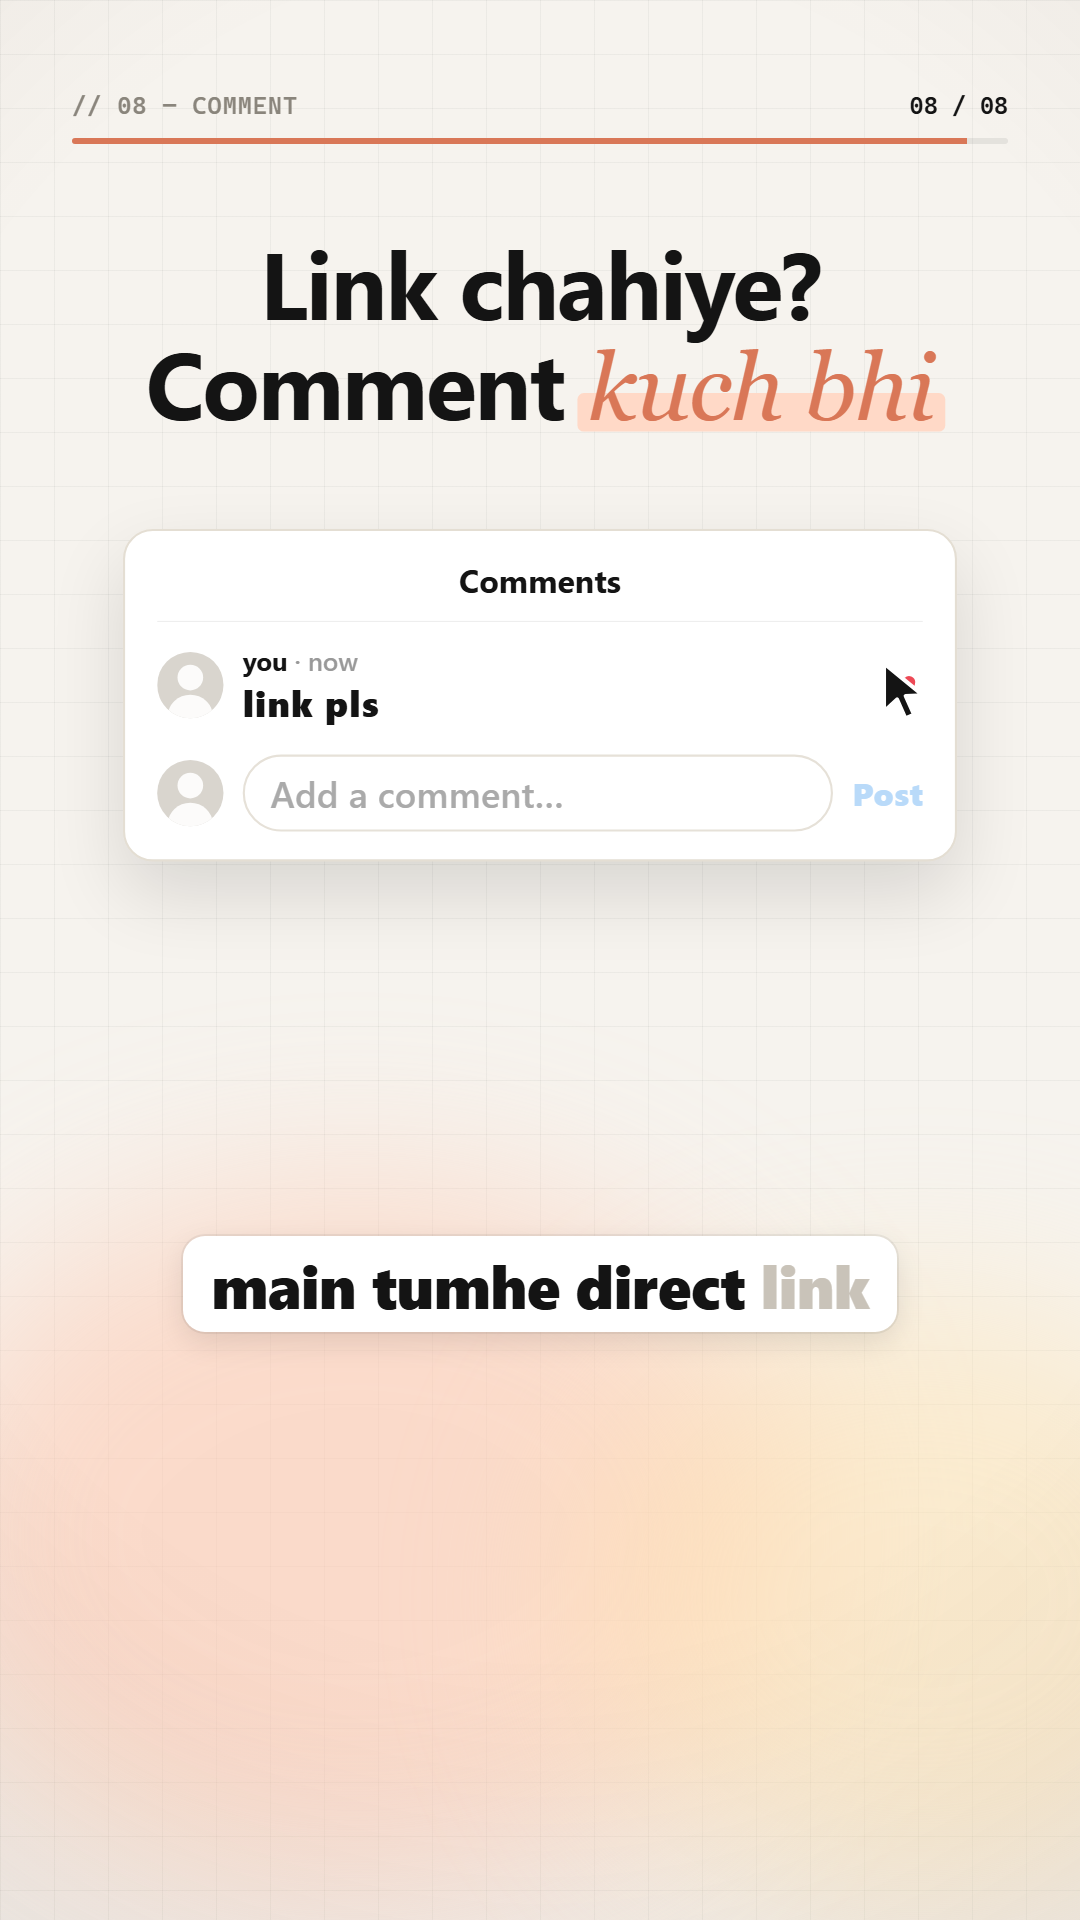 // 08 – COMMENT
08 / 08
Link chahiye?
Comment kuch bhi
Comments
you · now
link pls
Add a comment...
Post
main tumhe direct link